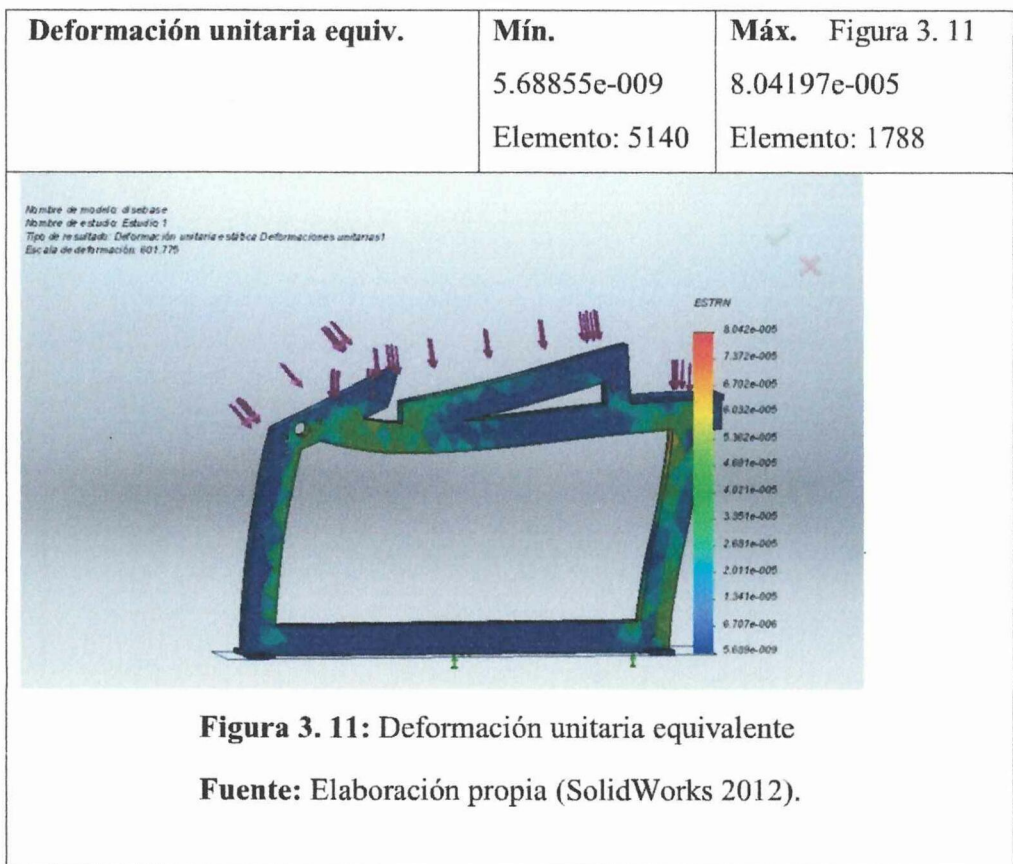 Deformación unitaria equiv.
Mín.
5.68855e-009
Elemento: 5140
Máx. Figura 3. 11
8.04197e-005
Elemento: 1788
Nombre de modelo: disebase
Nombre de estudio: Estudio 1
Tipo de resultado: Deformación unitaria estática Deformaciones unitarias1
Escala de deformación: 601.775
ESTRN
8.042e-005
7.372e-005
6.702e-005
6.032e-005
5.362e-005
4.691e-005
4.021e-005
3.351e-005
2.681e-005
2.011e-005
1.341e-005
6.707e-006
5.689e-009
Figura 3. 11: Deformación unitaria equivalente
Fuente: Elaboración propia (SolidWorks 2012).